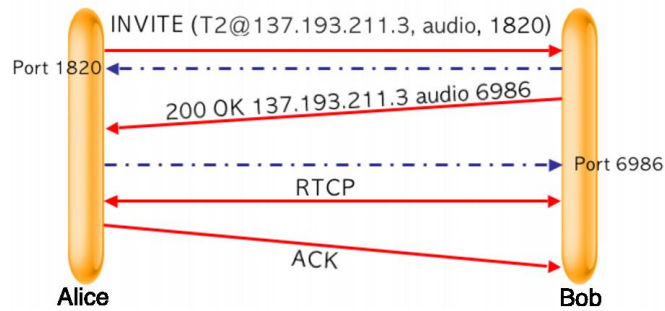 INVITE (T2@137.193.211.3, audio, 1820)
Port 1820
200 OK 137.193.211.3 audio 6986
Port 6986
RTCP
ACK
Alice
Bob